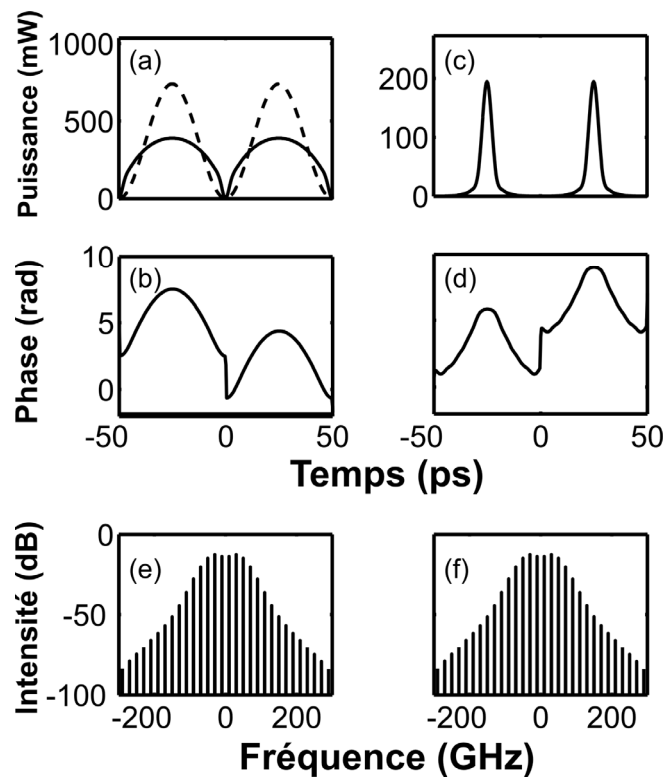 Puissance (mW)
1000
500
0
(a)
200
100
0
(c)
Phase (rad)
10
5
0
(b)
(d)
-50 0 50 -50 0 50
Temps (ps)
Intensité (dB)
0
-50
-100
(e)
(f)
-200 0 200 -200 0 200
Fréquence (GHz)